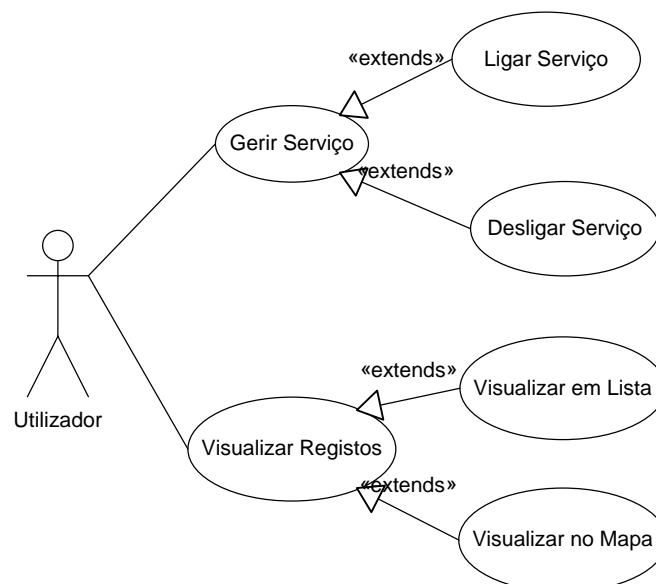 «extends»
Ligar Serviço
Gerir Serviço
«extends»
Desligar Serviço
Utilizador
«extends»
Visualizar em Lista
Visualizar Registos
«extends»
Visualizar no Mapa